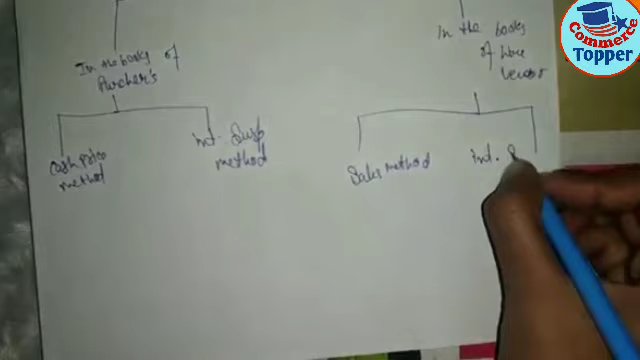 In the books of
Purcher's
Cash price
method
int. Susp
method
In the books
of hire
vendor
Sales method
int. S
Commerce
Topper